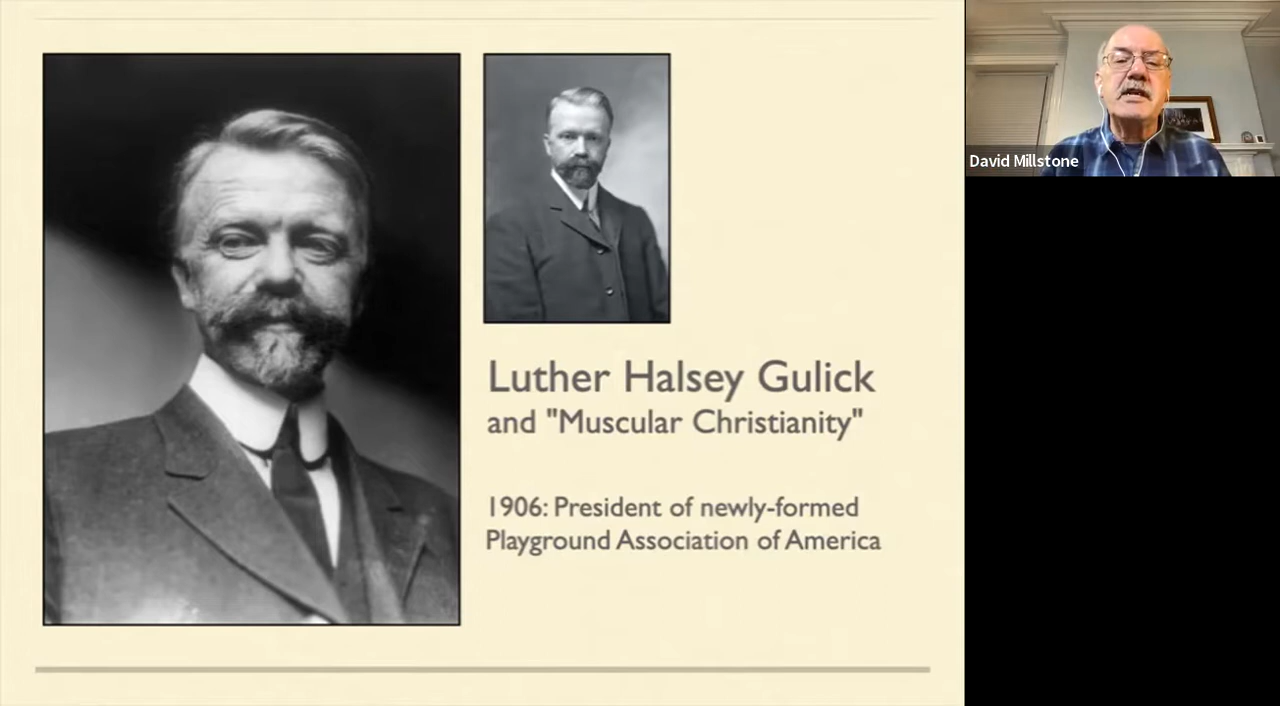 Luther Halsey Gulick
and "Muscular Christianity"
1906: President of newly-formed
Playground Association of America
David Millstone